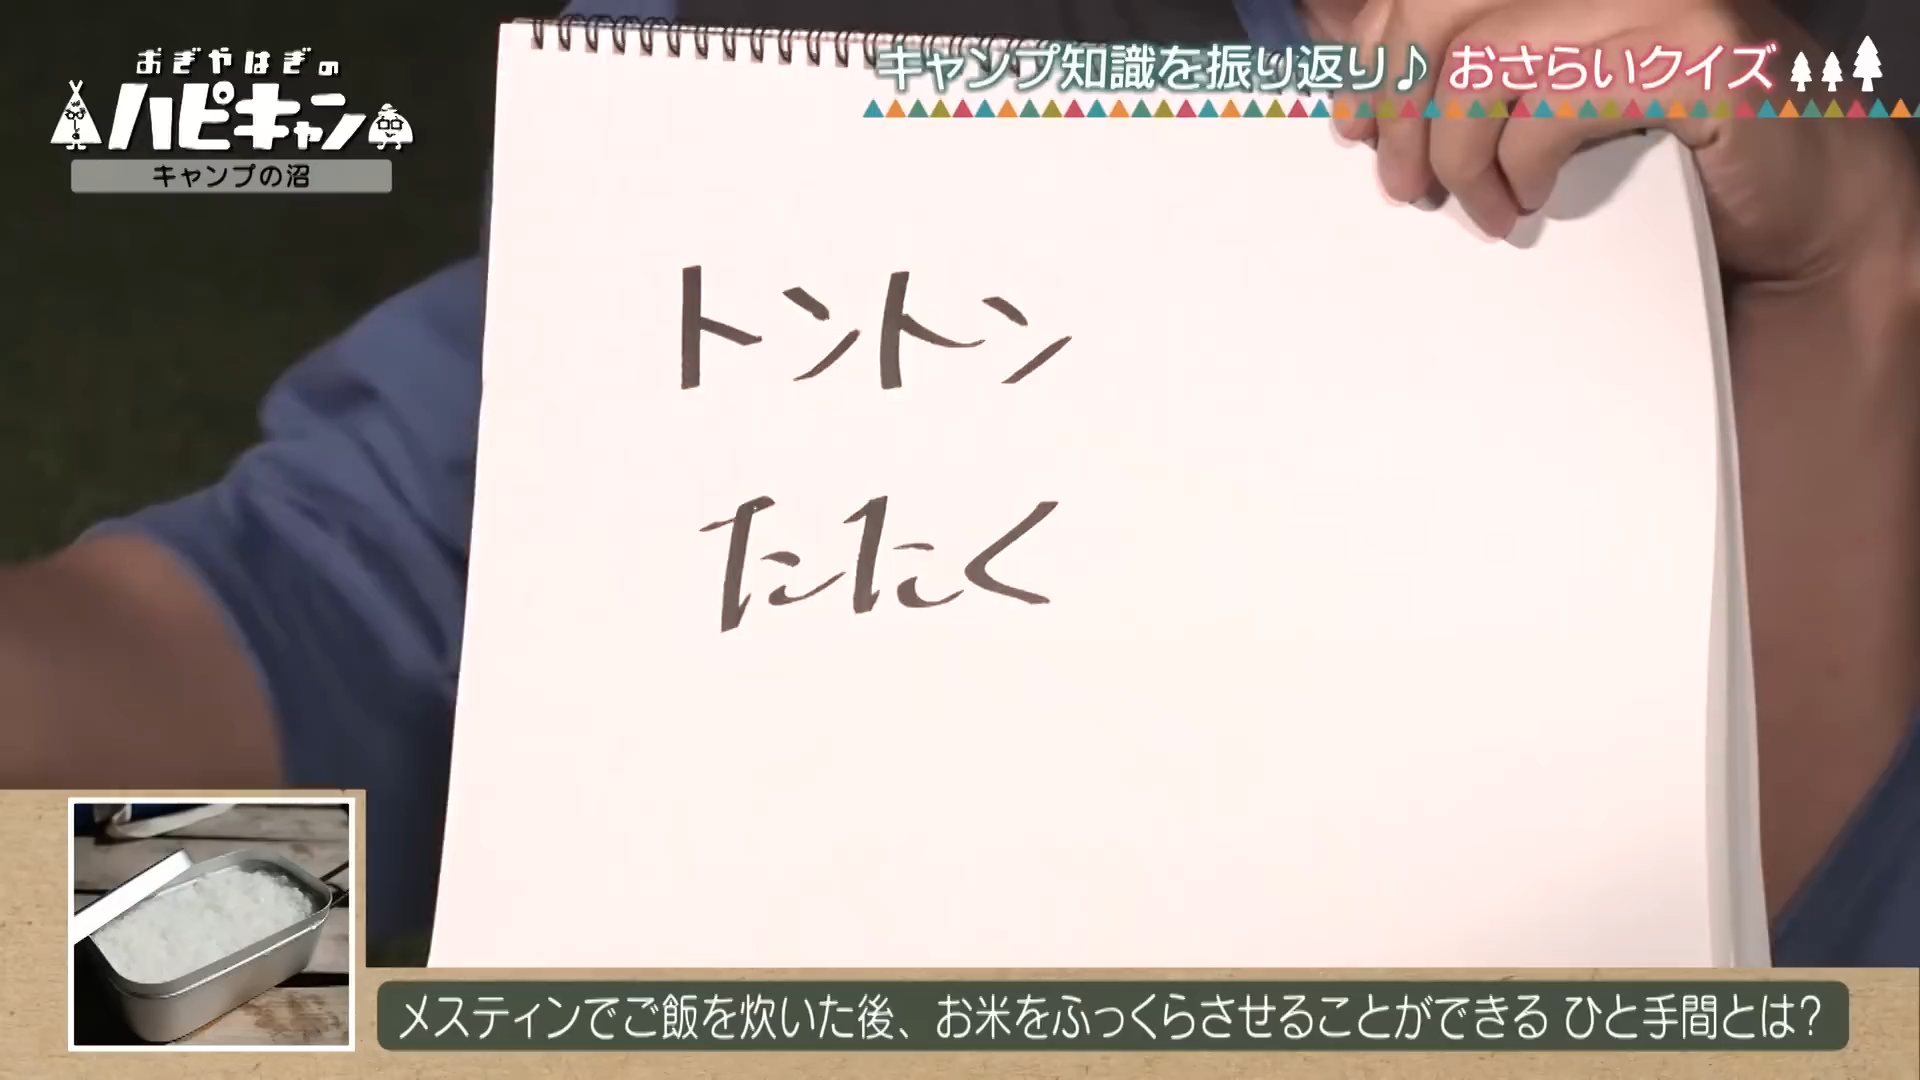 おぎやはぎの
ハピキャン
キャンプの沼
キャンプ知識を振り返り♪ おさらいクイズ
トントン
たたく
メスティンでご飯を炊いた後、お米をふっくらさせることができる ひと手間とは?